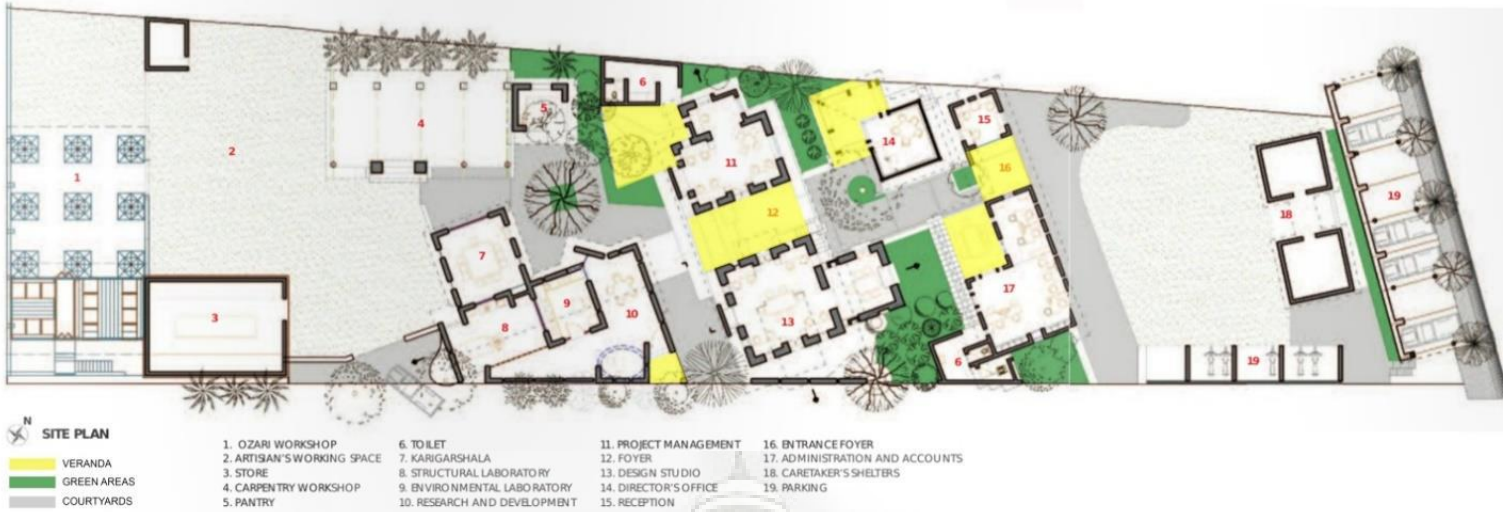 6
5
15
4
14
11
2
16
1
19
12
18
7
17
9
10
3
8
13
6
19
N
SITE PLAN
VERANDA
GREEN AREAS
COURTYARDS
1. OZARI WORKSHOP
2. ARTISIAN'S WORKING SPACE
3. STORE
4. CARPENTRY WORKSHOP
5. PANTRY
6. TOILET
7. KARIGARSHALA
8. STRUCTURAL LABORATORY
9. ENVIRONMENTAL LABORATORY
10. RESEARCH AND DEVELOPMENT
11. PROJECT MANAGEMENT
12. FOYER
13. DESIGN STUDIO
14. DIRECTOR'S OFFICE
15. RECEPTION
16. ENTRANCE FOYER
17. ADMINISTRATION AND ACCOUNTS
18. CARETAKER'S SHELTERS
19. PARKING